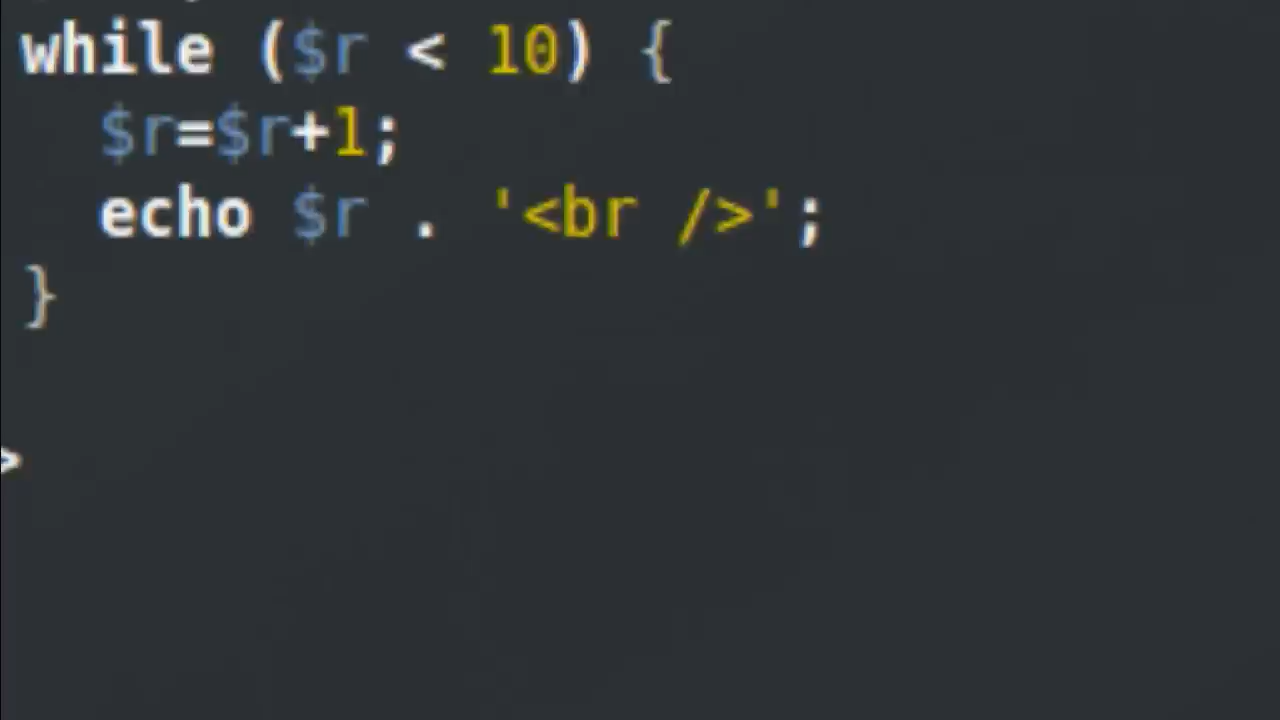 while ($r < 10) {
$r=$r+1;
echo $r . '<br />';
}
>